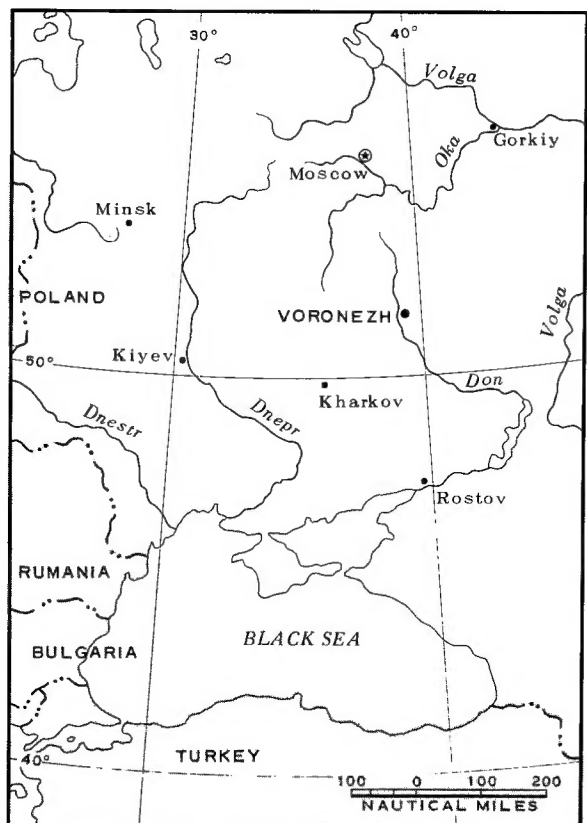 30°
40°
Volga
Gorkiy
Oka
Moscow
Minsk
POLAND
VORONEZH
Volga
Kiyev
50°
Kharkov
Don
Dnestr
Dnepr
Rostov
RUMANIA
BLACK SEA
BULGARIA
TURKEY
40°
100 0 100 200
NAUTICAL MILES